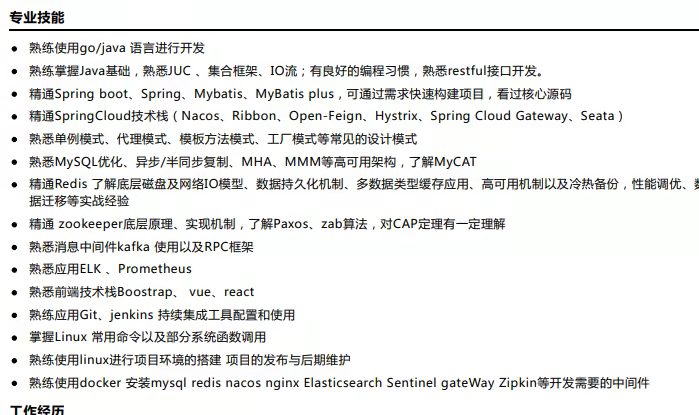 专业技能
熟练使用go/java 语言进行开发
熟练掌握Java基础，熟悉JUC 、集合框架、IO流；有良好的编程习惯，熟悉restful接口开发。
精通Spring boot、Spring、Mybatis、MyBatis plus，可通过需求快速构建项目，看过核心源码
精通SpringCloud技术栈（Nacos、Ribbon、Open-Feign、Hystrix、Spring Cloud Gateway、Seata）
熟悉单例模式、代理模式、模板方法模式、工厂模式等常见的设计模式
熟悉MySQL优化、异步/半同步复制、MHA、MMM等高可用架构，了解MyCAT
精通Redis 了解底层磁盘及网络IO模型、数据持久化机制、多数据类型缓存应用、高可用机制以及冷热备份，性能调优、数
据迁移等实战经验
精通 zookeeper底层原理、实现机制，了解Paxos、zab算法，对CAP定理有一定理解
熟悉消息中间件kafka 使用以及RPC框架
熟悉应用ELK 、Prometheus
熟悉前端技术栈Boostrap、 vue、react
熟练应用Git、jenkins 持续集成工具配置和使用
掌握Linux 常用命令以及部分系统函数调用
熟练使用linux进行项目环境的搭建 项目的发布与后期维护
熟练使用docker 安装mysql redis nacos nginx Elasticsearch Sentinel gateWay Zipkin等开发需要的中间件
工作经历